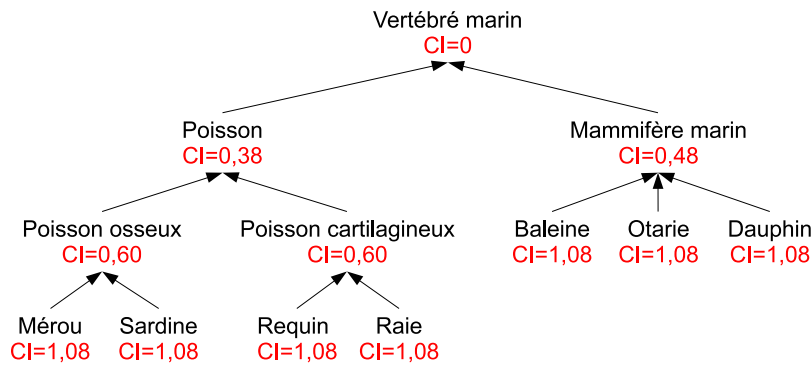 Vertébré marin
CI=0
Poisson
CI=0,38
Mammifère marin
CI=0,48
Poisson osseux
CI=0,60
Poisson cartilagineux
CI=0,60
Baleine
CI=1,08
Otarie
CI=1,08
Dauphin
CI=1,08
Mérou
CI=1,08
Sardine
CI=1,08
Requin
CI=1,08
Raie
CI=1,08